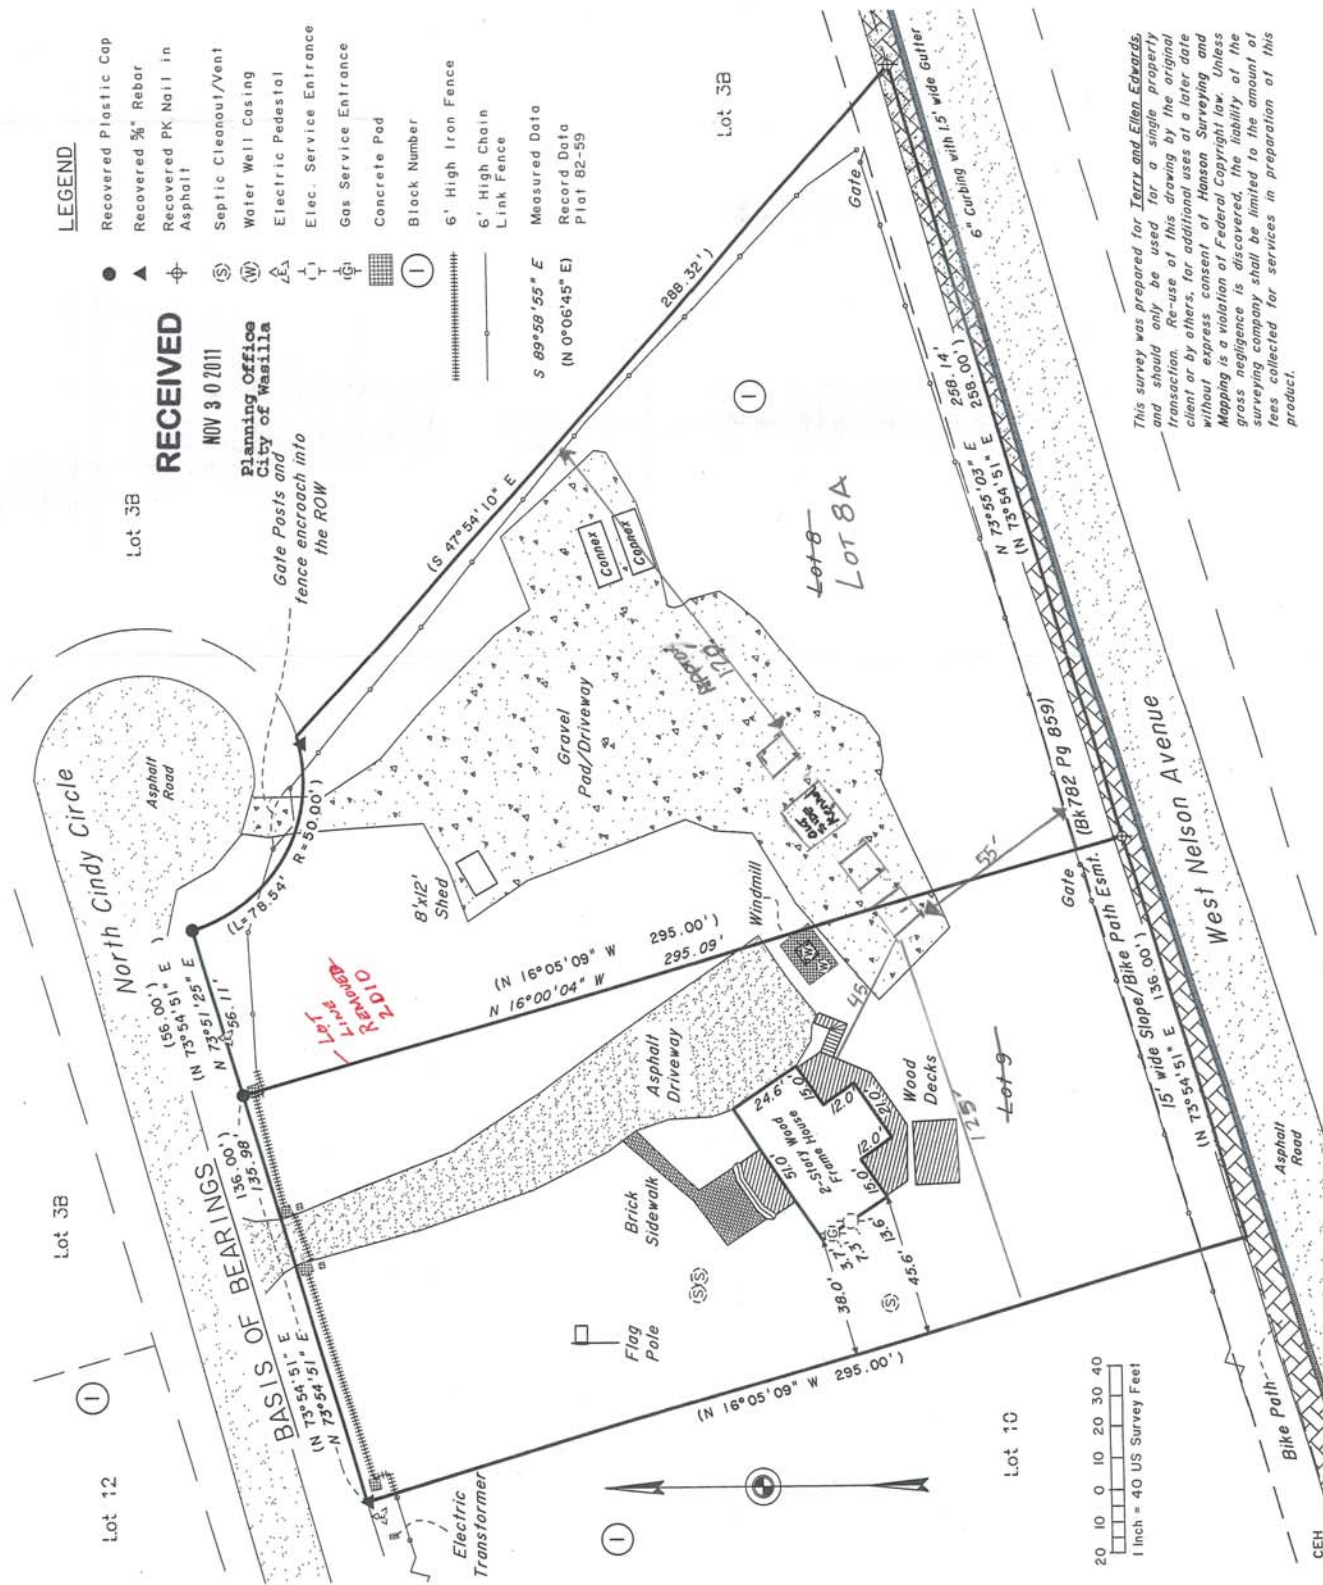 LEGEND
Recovered Plastic Cap
Recovered ⅝" Rebar
Recovered PK Nail in
Asphalt
(S) Septic Cleanout/Vent
(W) Water Well Casing
E Electric Pedestal
Elec. Service Entrance
G Gas Service Entrance
Concrete Pad
1 Block Number
6' High Iron Fence
6' High Chain
Link Fence
S 89°58'55" E Measured Data
(N 0°06'45" E) Record Data
Plat 82-59
RECEIVED
NOV 30 2011
Planning Office
City of Wasilla
Gate Posts and
fence encroach into
the ROW
Lot 3B
Lot 3B
Lot 3B
Lot 12
1
North Cindy Circle
Asphalt
Road
(56.00')
(N 73°54'51" E)
N 73°51'25" E
56.11'
(L=78.54' R=50.00')
(S 47°54'10" E
288.32')
BASIS OF BEARINGS
136.00')
135.98'
(N 73°54'51" E
N 73°54'51" E
LOT
LINE
REMOVED
2010
(N 16°05'09" W 295.00')
N 16°00'04" W 295.09'
8'x12'
Shed
Gravel
Pad/Driveway
Connex
Connex
Approx
120'
Windmill
W
W
OUT
SIDE
Kennel
Lot 8
Lot 8A
1
Gate
Asphalt
Driveway
Brick
Sidewalk
2-Story Wood
Frame House
24.6'
51.0'
15.0'
12.0'
21.0'
12.0'
15.0'
13.6'
7.3'
3.7'
G
38.0'
45.6'
45'
55'
125'
Wood
Decks
Lot 9
(S)(S)
(S)
Flag
Pole
Electric
Transformer
E
(N 16°05'09" W 295.00')
1
Lot 10
Gate
15' wide Slope/Bike Path Esmt. (Bk782 Pg 859)
(N 73°54'51" E 136.00')
N 73°55'03" E 258.14'
(N 73°54'51" E 258.00')
6" Curbing with 1.5' wide Gutter
West Nelson Avenue
Asphalt
Road
Bike Path
20 10 0 10 20 30 40
1 Inch = 40 US Survey Feet
CEH
This survey was prepared for Terry and Ellen Edwards,
and should only be used for a single property
transaction. Re-use of this drawing by the original
client or by others, for additional uses at a later date
without express consent of Hanson Surveying and
Mapping is a violation of Federal Copyright law. Unless
gross negligence is discovered, the liability of the
surveying company shall be limited to the amount of
fees collected for services in preparation of this
product.